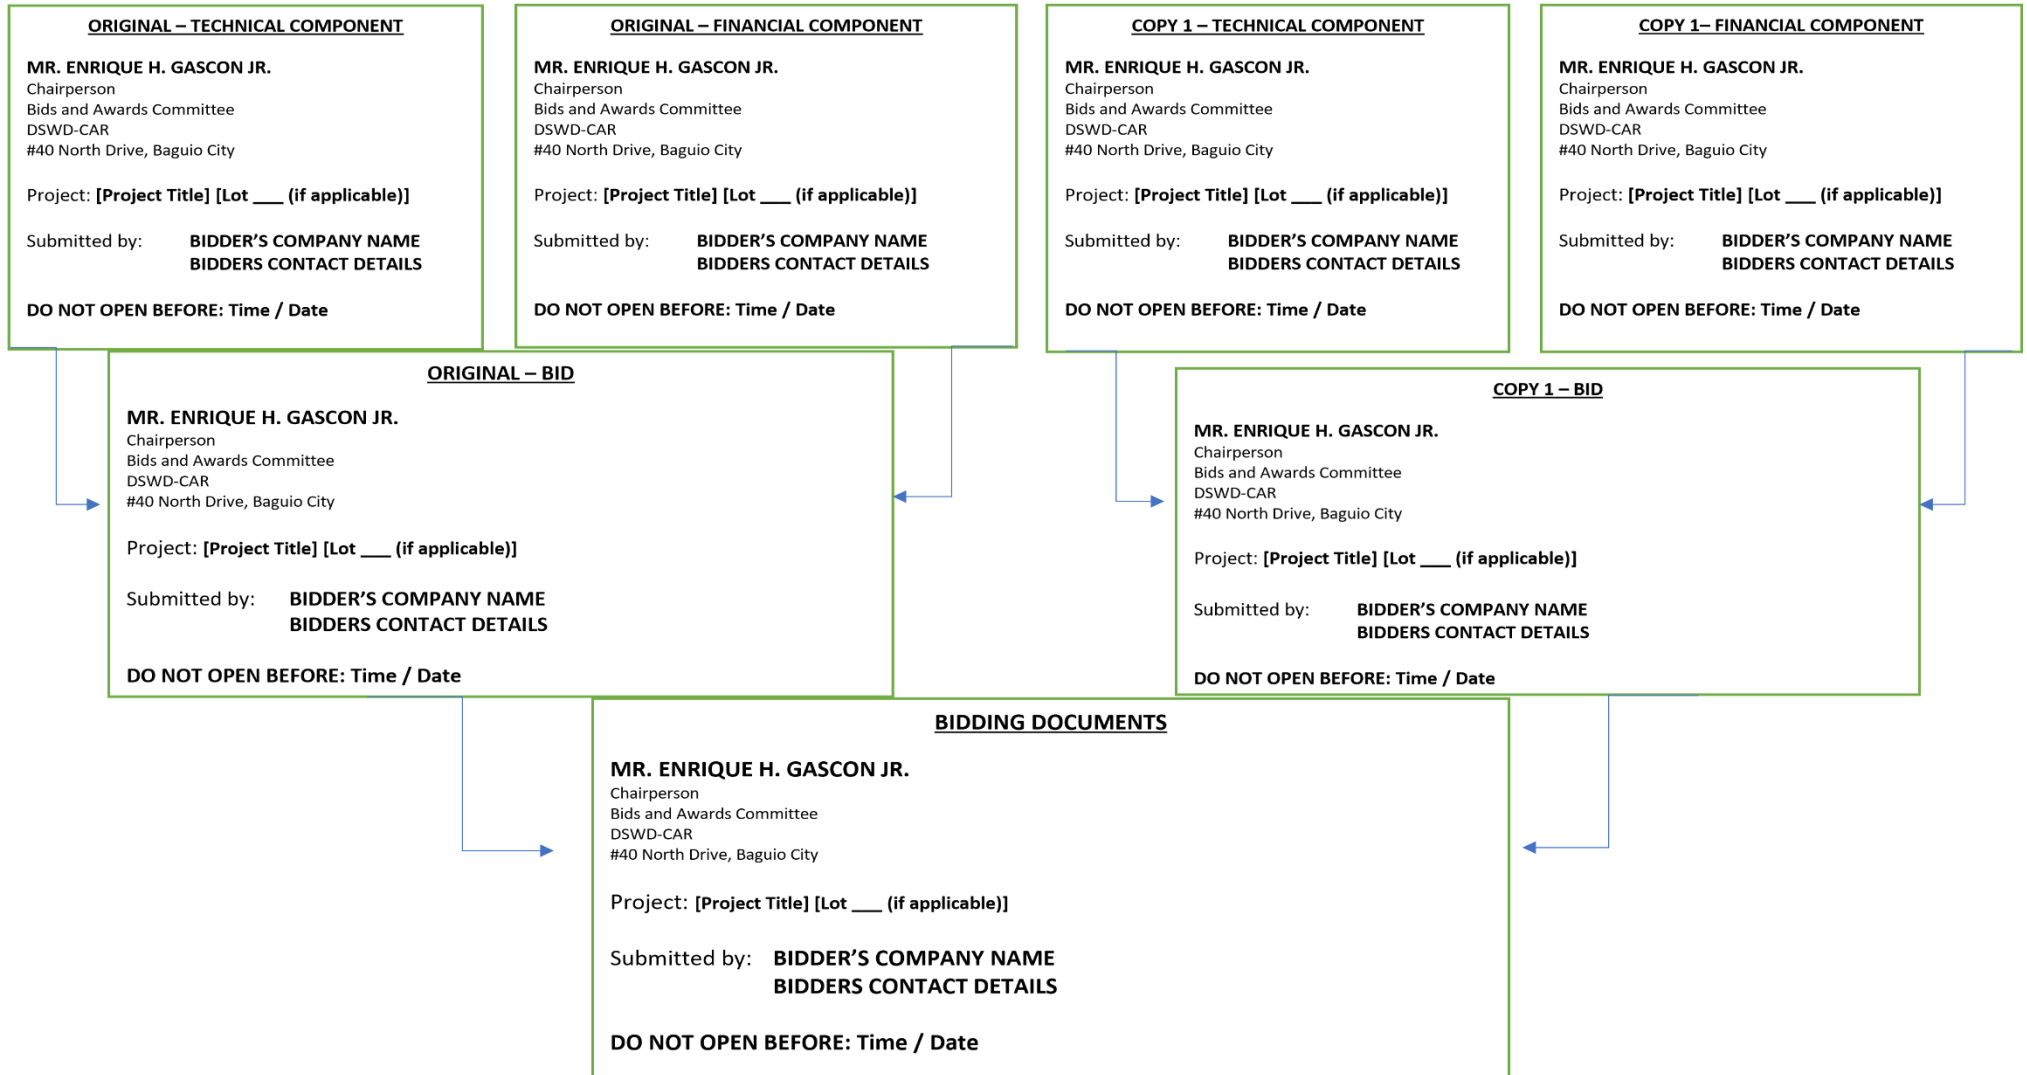 ORIGINAL – TECHNICAL COMPONENT
MR. ENRIQUE H. GASCON JR.
Chairperson
Bids and Awards Committee
DSWD-CAR
#40 North Drive, Baguio City
Project: [Project Title] [Lot ___ (if applicable)]
Submitted by: BIDDER’S COMPANY NAME
BIDDERS CONTACT DETAILS
DO NOT OPEN BEFORE: Time / Date
ORIGINAL – FINANCIAL COMPONENT
MR. ENRIQUE H. GASCON JR.
Chairperson
Bids and Awards Committee
DSWD-CAR
#40 North Drive, Baguio City
Project: [Project Title] [Lot ___ (if applicable)]
Submitted by: BIDDER’S COMPANY NAME
BIDDERS CONTACT DETAILS
DO NOT OPEN BEFORE: Time / Date
COPY 1 – TECHNICAL COMPONENT
MR. ENRIQUE H. GASCON JR.
Chairperson
Bids and Awards Committee
DSWD-CAR
#40 North Drive, Baguio City
Project: [Project Title] [Lot ___ (if applicable)]
Submitted by: BIDDER’S COMPANY NAME
BIDDERS CONTACT DETAILS
DO NOT OPEN BEFORE: Time / Date
COPY 1– FINANCIAL COMPONENT
MR. ENRIQUE H. GASCON JR.
Chairperson
Bids and Awards Committee
DSWD-CAR
#40 North Drive, Baguio City
Project: [Project Title] [Lot ___ (if applicable)]
Submitted by: BIDDER’S COMPANY NAME
BIDDERS CONTACT DETAILS
DO NOT OPEN BEFORE: Time / Date
ORIGINAL – BID
MR. ENRIQUE H. GASCON JR.
Chairperson
Bids and Awards Committee
DSWD-CAR
#40 North Drive, Baguio City
Project: [Project Title] [Lot ___ (if applicable)]
Submitted by: BIDDER’S COMPANY NAME
BIDDERS CONTACT DETAILS
DO NOT OPEN BEFORE: Time / Date
COPY 1 – BID
MR. ENRIQUE H. GASCON JR.
Chairperson
Bids and Awards Committee
DSWD-CAR
#40 North Drive, Baguio City
Project: [Project Title] [Lot ___ (if applicable)]
Submitted by: BIDDER’S COMPANY NAME
BIDDERS CONTACT DETAILS
DO NOT OPEN BEFORE: Time / Date
BIDDING DOCUMENTS
MR. ENRIQUE H. GASCON JR.
Chairperson
Bids and Awards Committee
DSWD-CAR
#40 North Drive, Baguio City
Project: [Project Title] [Lot ___ (if applicable)]
Submitted by: BIDDER’S COMPANY NAME
BIDDERS CONTACT DETAILS
DO NOT OPEN BEFORE: Time / Date